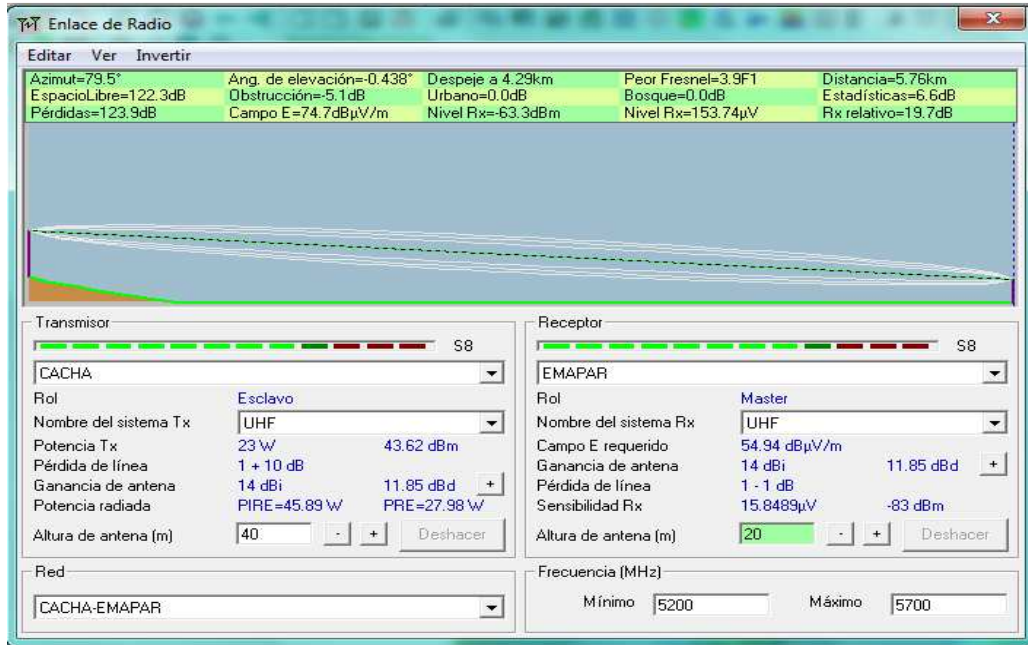 Enlace de Radio
Editar Ver Invertir
Azimut=79.5° Ang. de elevación=-0.438° Despeje a 4.29km Peor Fresnel=3.9F1 Distancia=5.76km
EspacioLibre=122.3dB Obstrucción=-5.1dB Urbano=0.0dB Bosque=0.0dB Estadísticas=6.6dB
Pérdidas=123.9dB Campo E=74.7dBµV/m Nivel Rx=-63.3dBm Nivel Rx=153.74µV Rx relativo=19.7dB
Transmisor
S8
CACHA
Rol Esclavo
Nombre del sistema Tx UHF
Potencia Tx 23 W 43.62 dBm
Pérdida de línea 1 + 10 dB
Ganancia de antena 14 dBi 11.85 dBd +
Potencia radiada PIRE=45.89 W PRE=27.98 W
Altura de antena (m) 40 - + Deshacer
Red
CACHA-EMAPAR
Receptor
S8
EMAPAR
Rol Master
Nombre del sistema Rx UHF
Campo E requerido 54.94 dBµV/m
Ganancia de antena 14 dBi 11.85 dBd +
Pérdida de línea 1 - 1 dB
Sensibilidad Rx 15.8489µV -83 dBm
Altura de antena (m) 20 - + Deshacer
Frecuencia (MHz)
Mínimo 5200 Máximo 5700